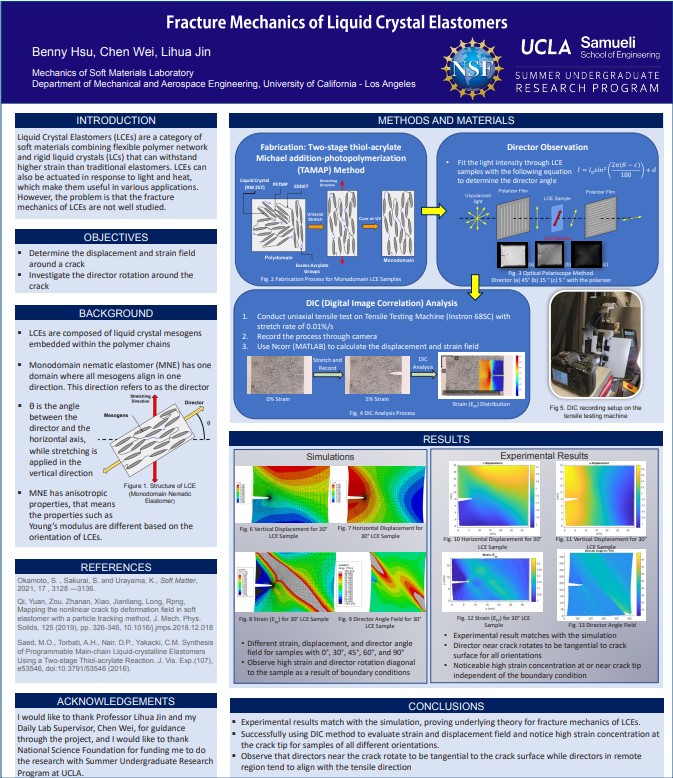 Fracture Mechanics of Liquid Crystal Elastomers
Benny Hsu, Chen Wei, Lihua Jin
Mechanics of Soft Materials Laboratory
Department of Mechanical and Aerospace Engineering, University of California - Los Angeles
NSF
UCLA Samueli
School of Engineering
SUMMER UNDERGRADUATE
RESEARCH PROGRAM
INTRODUCTION
Liquid Crystal Elastomers (LCEs) are a category of
soft materials combining flexible polymer network
and rigid liquid crystals (LCs) that can withstand
higher strain than traditional elastomers. LCEs can
also be actuated in response to light and heat,
which make them useful in various applications.
However, the problem is that the fracture
mechanics of LCEs are not well studied.
OBJECTIVES
▪ Determine the displacement and strain field
around a crack
▪ Investigate the director rotation around the
crack
BACKGROUND
▪ LCEs are composed of liquid crystal mesogens
embedded within the polymer chains
▪ Monodomain nematic elastomer (MNE) has one
domain where all mesogens align in one
direction. This direction refers to as the director
▪ θ is the angle
between the
director and the
horizontal axis,
while stretching is
applied in the
vertical direction
Stretching
Direction
Director
Mesogens
θ
Figure 1. Structure of LCE
(Monodomain Nematic
Elastomer)
▪ MNE has anisotropic
properties, that means
the properties such as
Young's modulus are different based on the
orientation of LCEs.
REFERENCES
Okamoto, S., Sakurai, S. and Urayama, K., Soft Matter,
2021, 17 , 3128 —3136.
Qi, Yuan, Zou, Zhanan, Xiao, Jianliang, Long, Rong,
Mapping the nonlinear crack tip deformation field in soft
elastomer with a particle tracking method, J. Mech. Phys.
Solids, 125 (2019), pp. 326-346, 10.1016/j.jmps.2018.12.018
Saed, M.O., Torbati, A.H., Nair, D.P., Yakacki, C.M. Synthesis
of Programmable Main-chain Liquid-crystalline Elastomers
Using a Two-stage Thiol-acrylate Reaction. J. Vis. Exp.(107),
e53546, doi:10.3791/53546 (2016).
ACKNOWLEDGEMENTS
I would like to thank Professor Lihua Jin and my
Daily Lab Supervisor, Chen Wei, for guidance
through the project, and I would like to thank
National Science Foundation for funding me to do
the research with Summer Undergraduate Research
Program at UCLA.
METHODS AND MATERIALS
Fabrication: Two-stage thiol-acrylate
Michael addition-photopolymerization
(TAMAP) Method
Liquid Crystal
(RM 257)
PETMP
EDDET
Stretching
Direction
Uniaxial
Stretch
Cure w/ UV
Polydomain
Monodomain
Excess Acrylate
Groups
Fig. 2 Fabrication Process for Monodomain LCE Samples
Director Observation
• Fit the light intensity through LCE
samples with the following equation
to determine the director angle
I = I₀sin²(2π(θ − c)/180) + d
Unpolarized
light
Polarizer Film
LCE Sample
Polarizer Film
Fig. 3 Optical Polariscope Method.
Director (a) 45° (b) 15 ° (c) 5 ° with the polarizer
DIC (Digital Image Correlation) Analysis
1. Conduct uniaxial tensile test on Tensile Testing Machine (Instron 68SC) with
stretch rate of 0.01%/s
2. Record the process through camera
3. Use Ncorr (MATLAB) to calculate the displacement and strain field
Stretch and
Record
DIC
Analysis
0% Strain
5% Strain
Strain (Eyy) Distribution
Fig. 4 DIC Analysis Process
Fig.5. DIC recording setup on the
tensile testing machine
RESULTS
Simulations
Fig. 6 Vertical Displacement for 30°
LCE Sample
Fig. 7 Horizontal Displacement for
30° LCE Sample
Fig. 8 Strain (Eyy) for 30° LCE Sample
Fig. 9 Director Angle Field for 30°
LCE Sample
• Different strain, displacement, and director angle
field for samples with 0°, 30°, 45°, 60°, and 90°
• Observe high strain and director rotation diagonal
to the sample as a result of boundary conditions
Experimental Results
Fig. 10 Horizontal Displacement for 30°
LCE Sample
Fig. 11 Vertical Displacement for 30°
LCE Sample
Fig. 12 Strain (Eyy) for 30° LCE
Sample
Fig. 13 Director Angle Field
• Experimental result matches with the simulation
• Director near crack rotates to be tangential to crack
surface for all orientations
• Noticeable high strain concentration at or near crack tip
independent of the boundary condition
CONCLUSIONS
▪ Experimental results match with the simulation, proving underlying theory for fracture mechanics of LCEs.
▪ Successfully using DIC method to evaluate strain and displacement field and notice high strain concentration at
the crack tip for samples of all different orientations.
▪ Observe that directors near the crack rotate to be tangential to the crack surface while directors in remote
region tend to align with the tensile direction